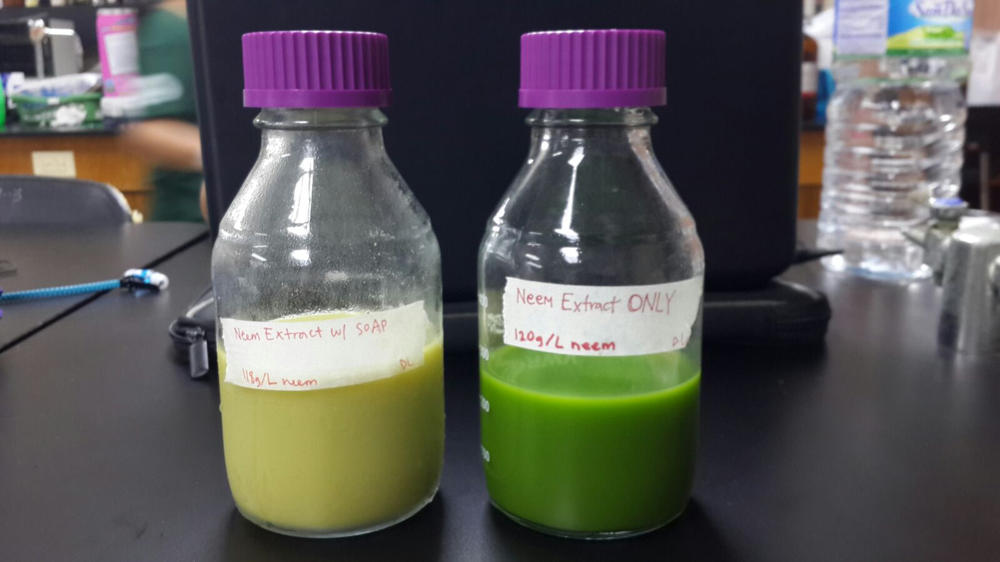 Neem Extract w/ SOAP
DL
118g/L neem
Neem Extract ONLY
120g/L neem
DL